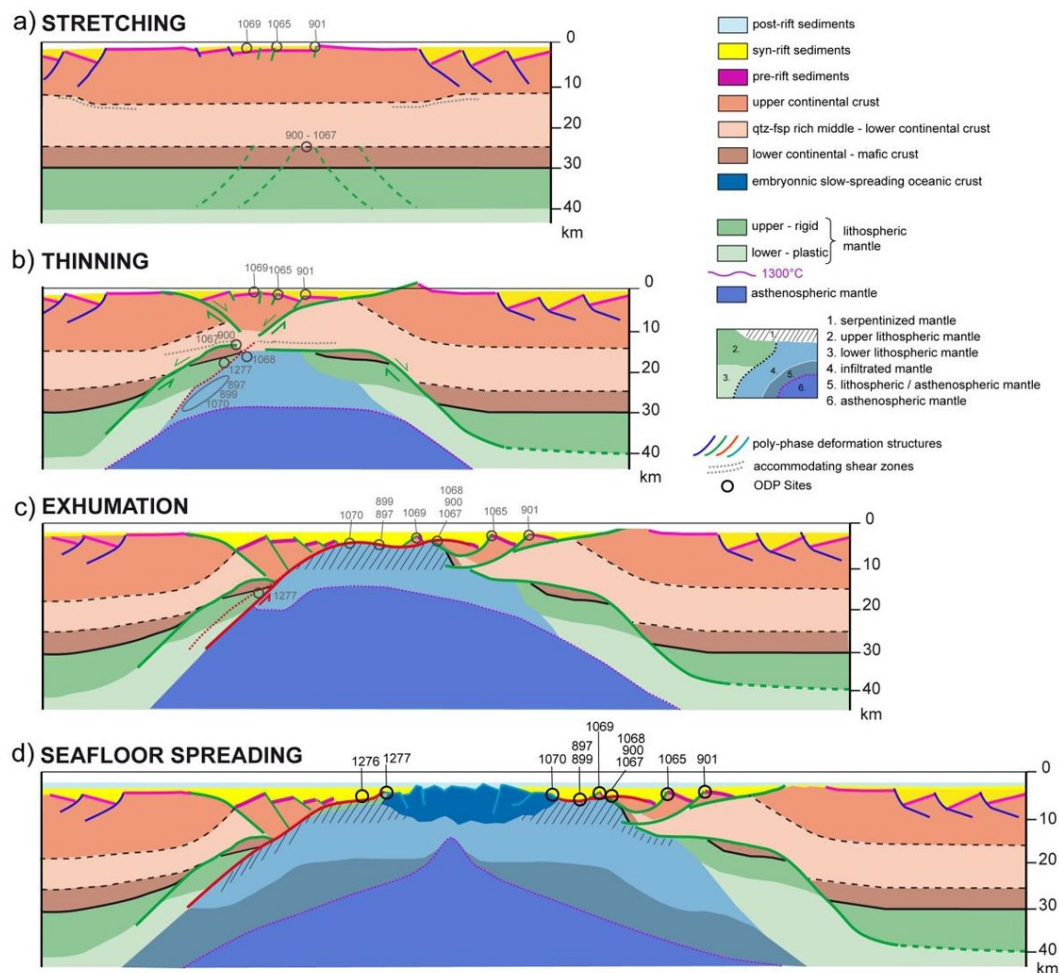 a) STRETCHING
1069 1065 901
0
10
20
900 - 1067
30
40
km
b) THINNING
1069 1065 901
0
10
1067 900
1068
1277
20
897
899
1070
30
40
km
c) EXHUMATION
1070
899
897
1069
1068
900
1067
1065
901
0
10
1277
20
30
40
km
d) SEAFLOOR SPREADING
1276
1277
1070
897
899
1069
1068
900
1067
1065
901
0
10
20
30
40
km
post-rift sediments
syn-rift sediments
pre-rift sediments
upper continental crust
qtz-fsp rich middle - lower continental crust
lower continental - mafic crust
embryonnic slow-spreading oceanic crust
upper - rigid
lower - plastic
lithospheric
mantle
1300°C
asthenospheric mantle
1.
2.
3.
4.
5.
6.
1. serpentinized mantle
2. upper lithospheric mantle
3. lower lithospheric mantle
4. infiltrated mantle
5. lithospheric / asthenospheric mantle
6. asthenospheric mantle
poly-phase deformation structures
accommodating shear zones
ODP Sites